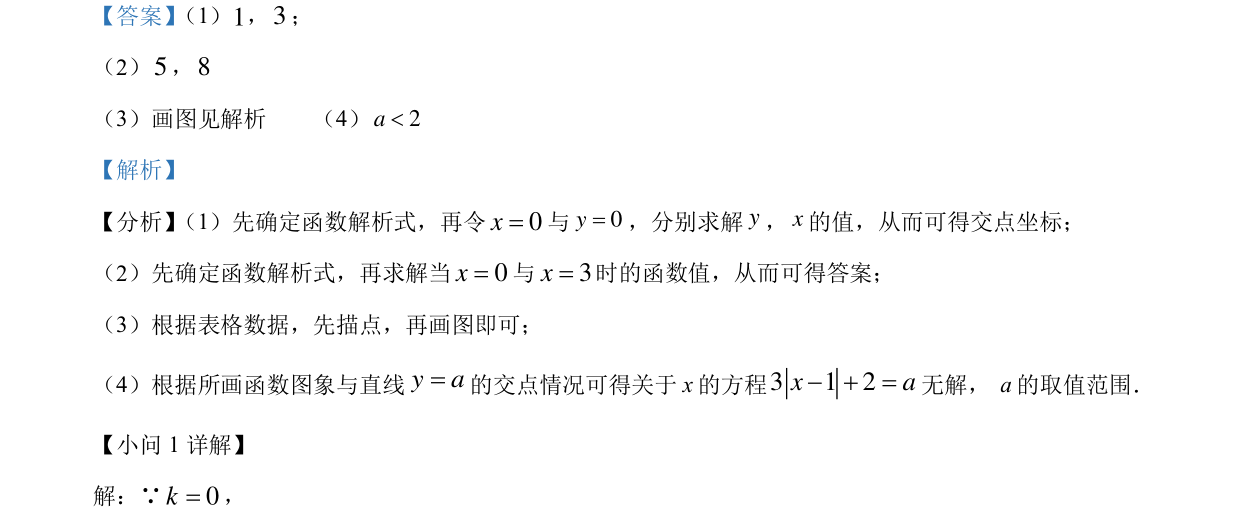 【答案】（1）1，3；
（2）5，8
（3）画图见解析 （4）a < 2
【解析】
【分析】（1）先确定函数解析式，再令 x = 0 与 y = 0，分别求解 y，x 的值，从而可得交点坐标；
（2）先确定函数解析式，再求解当 x = 0 与 x = 3 时的函数值，从而可得答案；
（3）根据表格数据，先描点，再画图即可；
（4）根据所画函数图象与直线 y = a 的交点情况可得关于 x 的方程 3|x−1|+2 = a 无解， a 的取值范围．
【小问 1 详解】
解：∵k = 0，